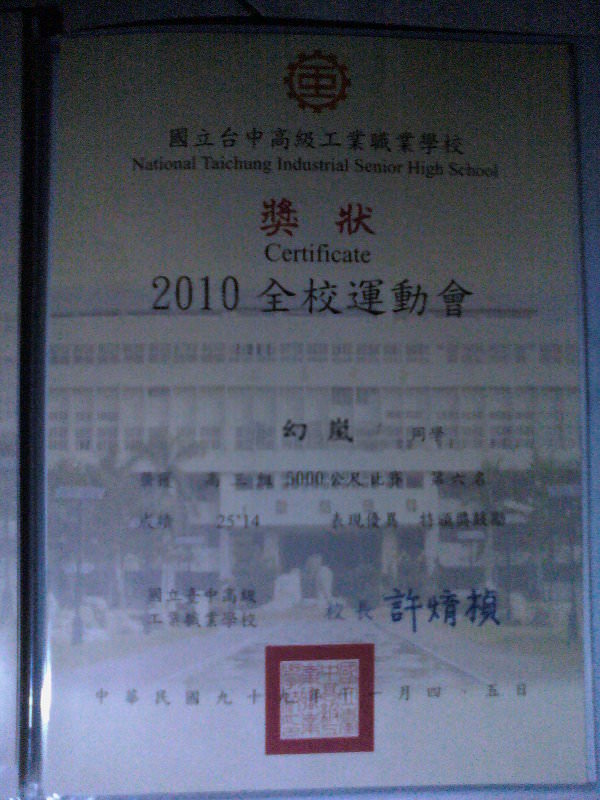 國立台中高級工業職業學校
National Taichung Industrial Senior High School
獎 狀
Certificate
2010 全校運動會
幻嵐 同學
榮獲 高三組 5000公尺比賽 第六名
成績 25"14 表現優異 特頒獎鼓勵
國立臺中高級
工業職業學校
校長 許
中華民國九十九年十一月四、五日